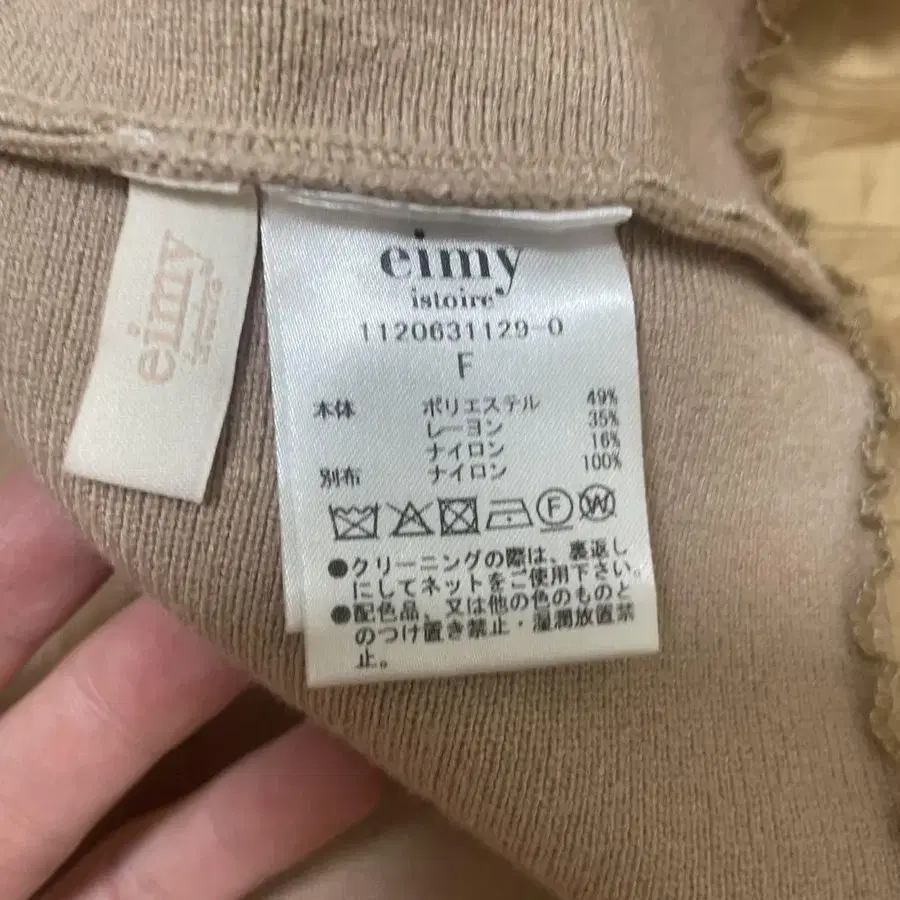 eimy
istoire
eimy
istoire
1120631129-0
F
本体 ポリエステル 49%
レーヨン 35%
ナイロン 16%
別布 ナイロン 100%
F W
●クリーニングの際は、裏返し
にしてネットをご使用下さい。
●配色品、又は他の色のものと
のつけ置き禁止・湿潤放置禁
止。